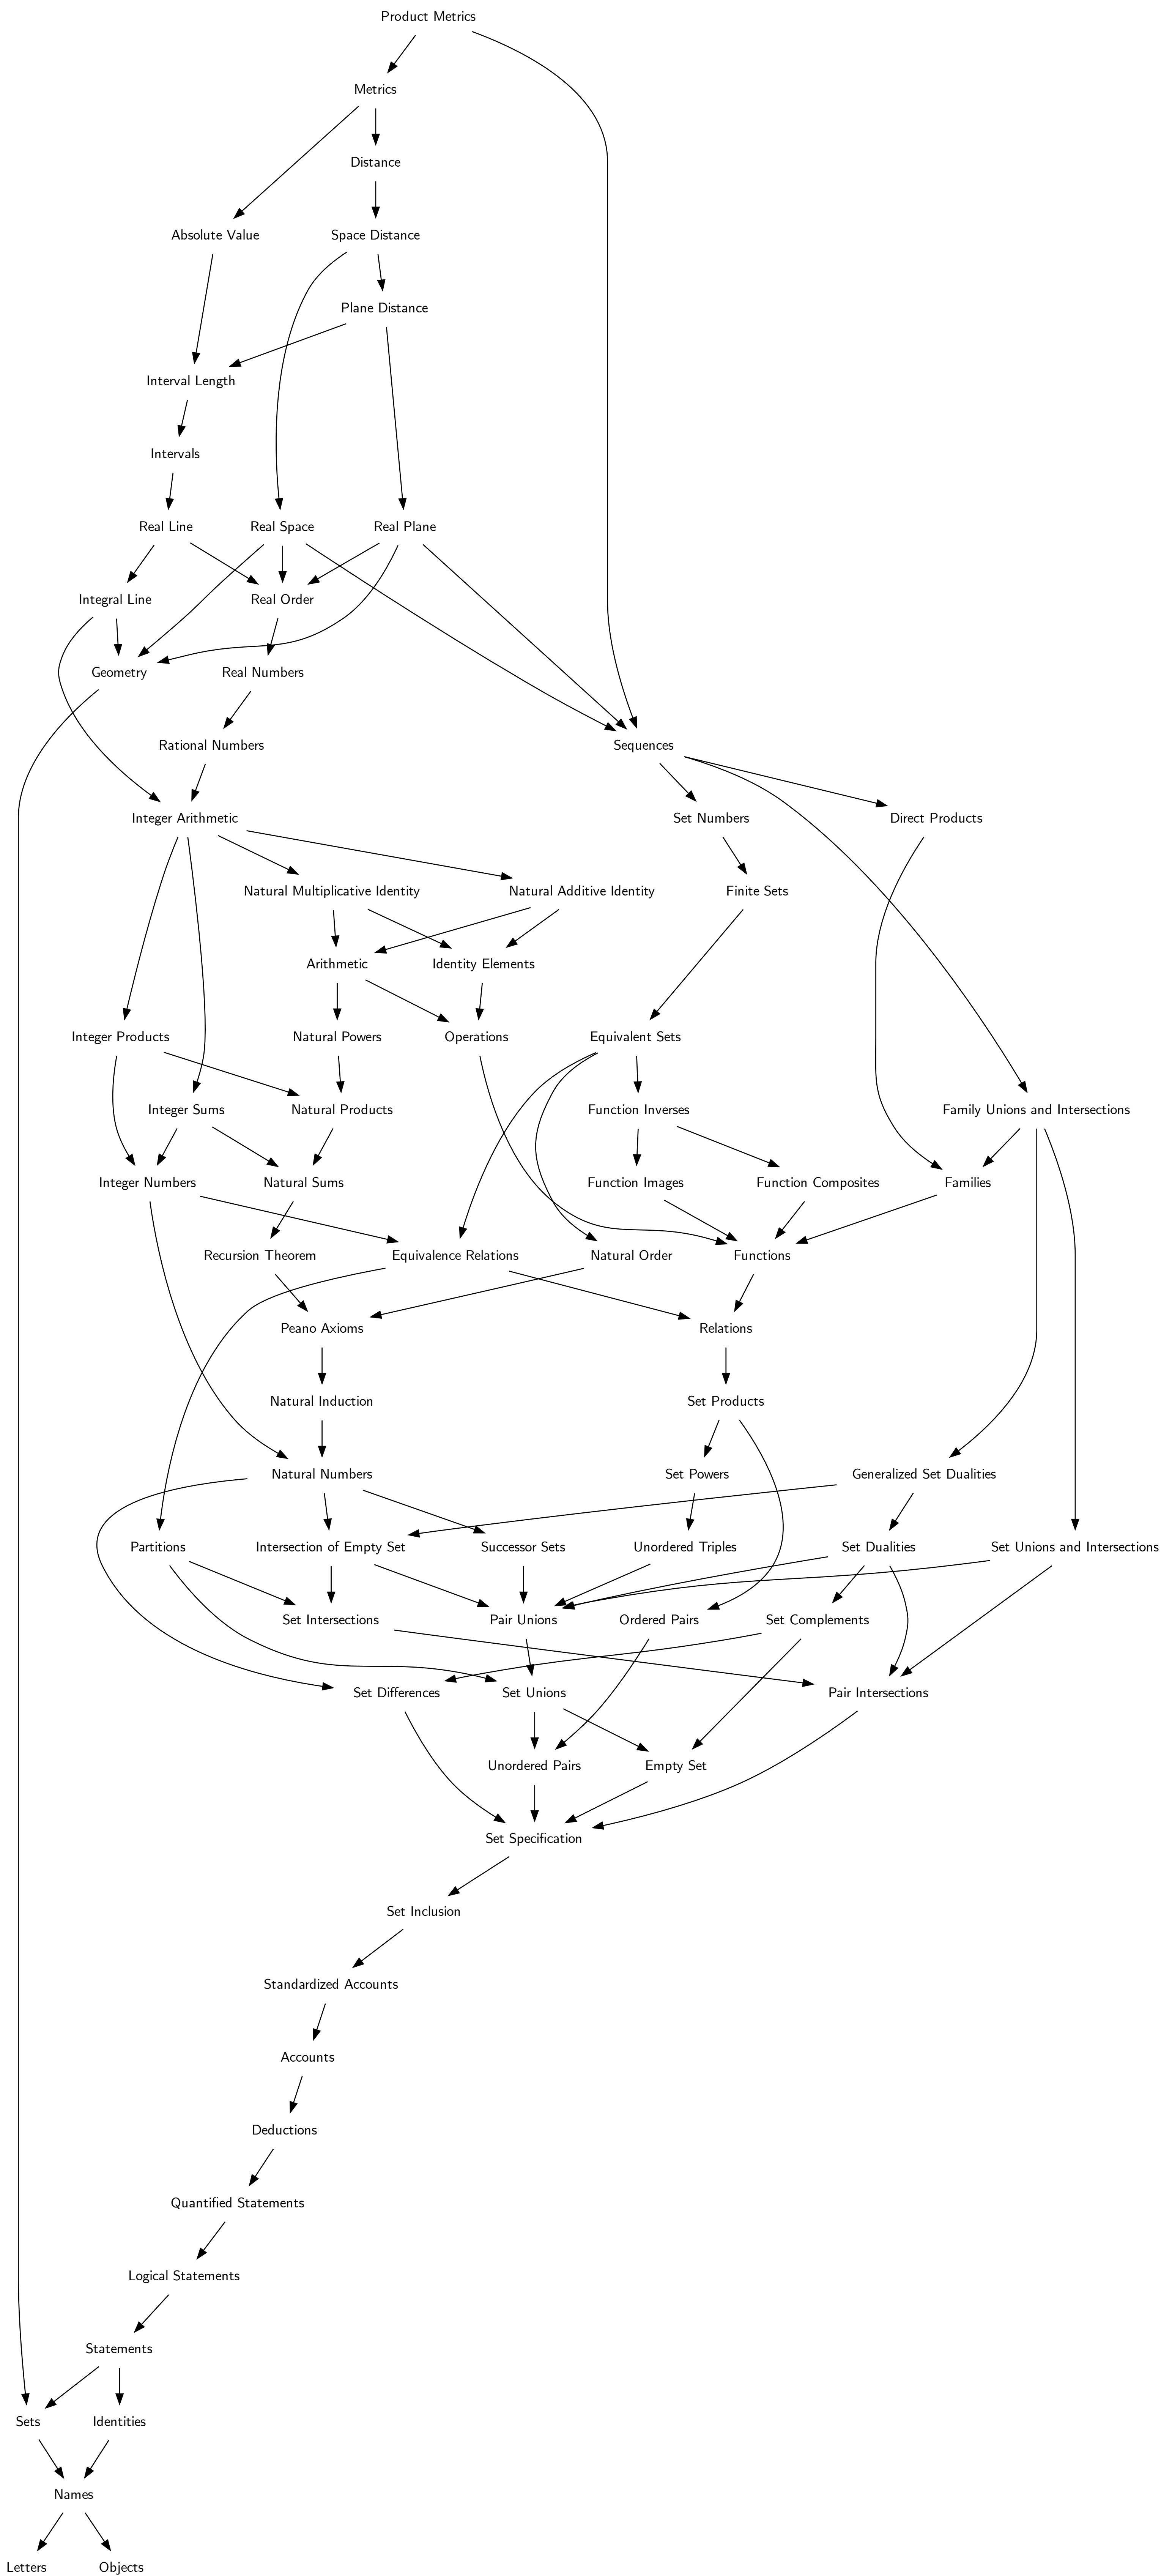 Product Metrics
Metrics
Distance
Absolute Value
Space Distance
Plane Distance
Interval Length
Intervals
Real Line
Real Space
Real Plane
Integral Line
Real Order
Geometry
Real Numbers
Rational Numbers
Sequences
Integer Arithmetic
Set Numbers
Direct Products
Natural Multiplicative Identity
Natural Additive Identity
Finite Sets
Arithmetic
Identity Elements
Integer Products
Natural Powers
Operations
Equivalent Sets
Integer Sums
Natural Products
Function Inverses
Family Unions and Intersections
Integer Numbers
Natural Sums
Function Images
Function Composites
Families
Recursion Theorem
Equivalence Relations
Natural Order
Functions
Peano Axioms
Relations
Natural Induction
Set Products
Natural Numbers
Set Powers
Generalized Set Dualities
Partitions
Intersection of Empty Set
Successor Sets
Unordered Triples
Set Dualities
Set Unions and Intersections
Set Intersections
Pair Unions
Ordered Pairs
Set Complements
Set Differences
Set Unions
Pair Intersections
Unordered Pairs
Empty Set
Set Specification
Set Inclusion
Standardized Accounts
Accounts
Deductions
Quantified Statements
Logical Statements
Statements
Sets
Identities
Names
Letters
Objects